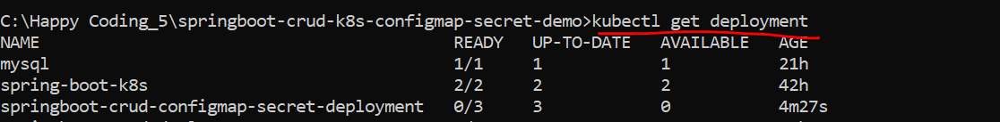 C:\Happy Coding_5\springboot-crud-k8s-configmap-secret-demo>kubectl get deployment
NAME READY UP-TO-DATE AVAILABLE AGE
mysql 1/1 1 1 21h
spring-boot-k8s 2/2 2 2 42h
springboot-crud-configmap-secret-deployment 0/3 3 0 4m27s